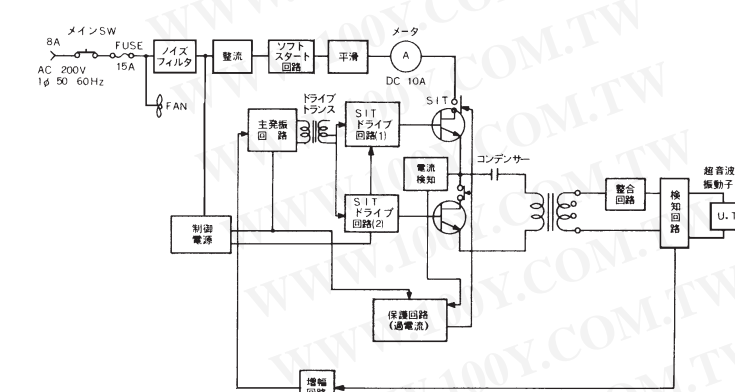 メインSW
8A
FUSE
15A
AC 200V
1φ 50 60Hz
FAN
ノイズ
フィルタ
整流
ソフト
スタート
回路
平滑
メータ
A
DC 10A
SIT
主発振
回 路
ドライブ
トランス
SIT
ドライブ
回路(1)
SIT
ドライブ
回路(2)
電流
検知
コンデンサー
整合
回路
検
知
回
路
超音波
振動子
U.T
制御
電源
保護回路
(過電流)
増幅
回路
WWW.100Y.COM.TW